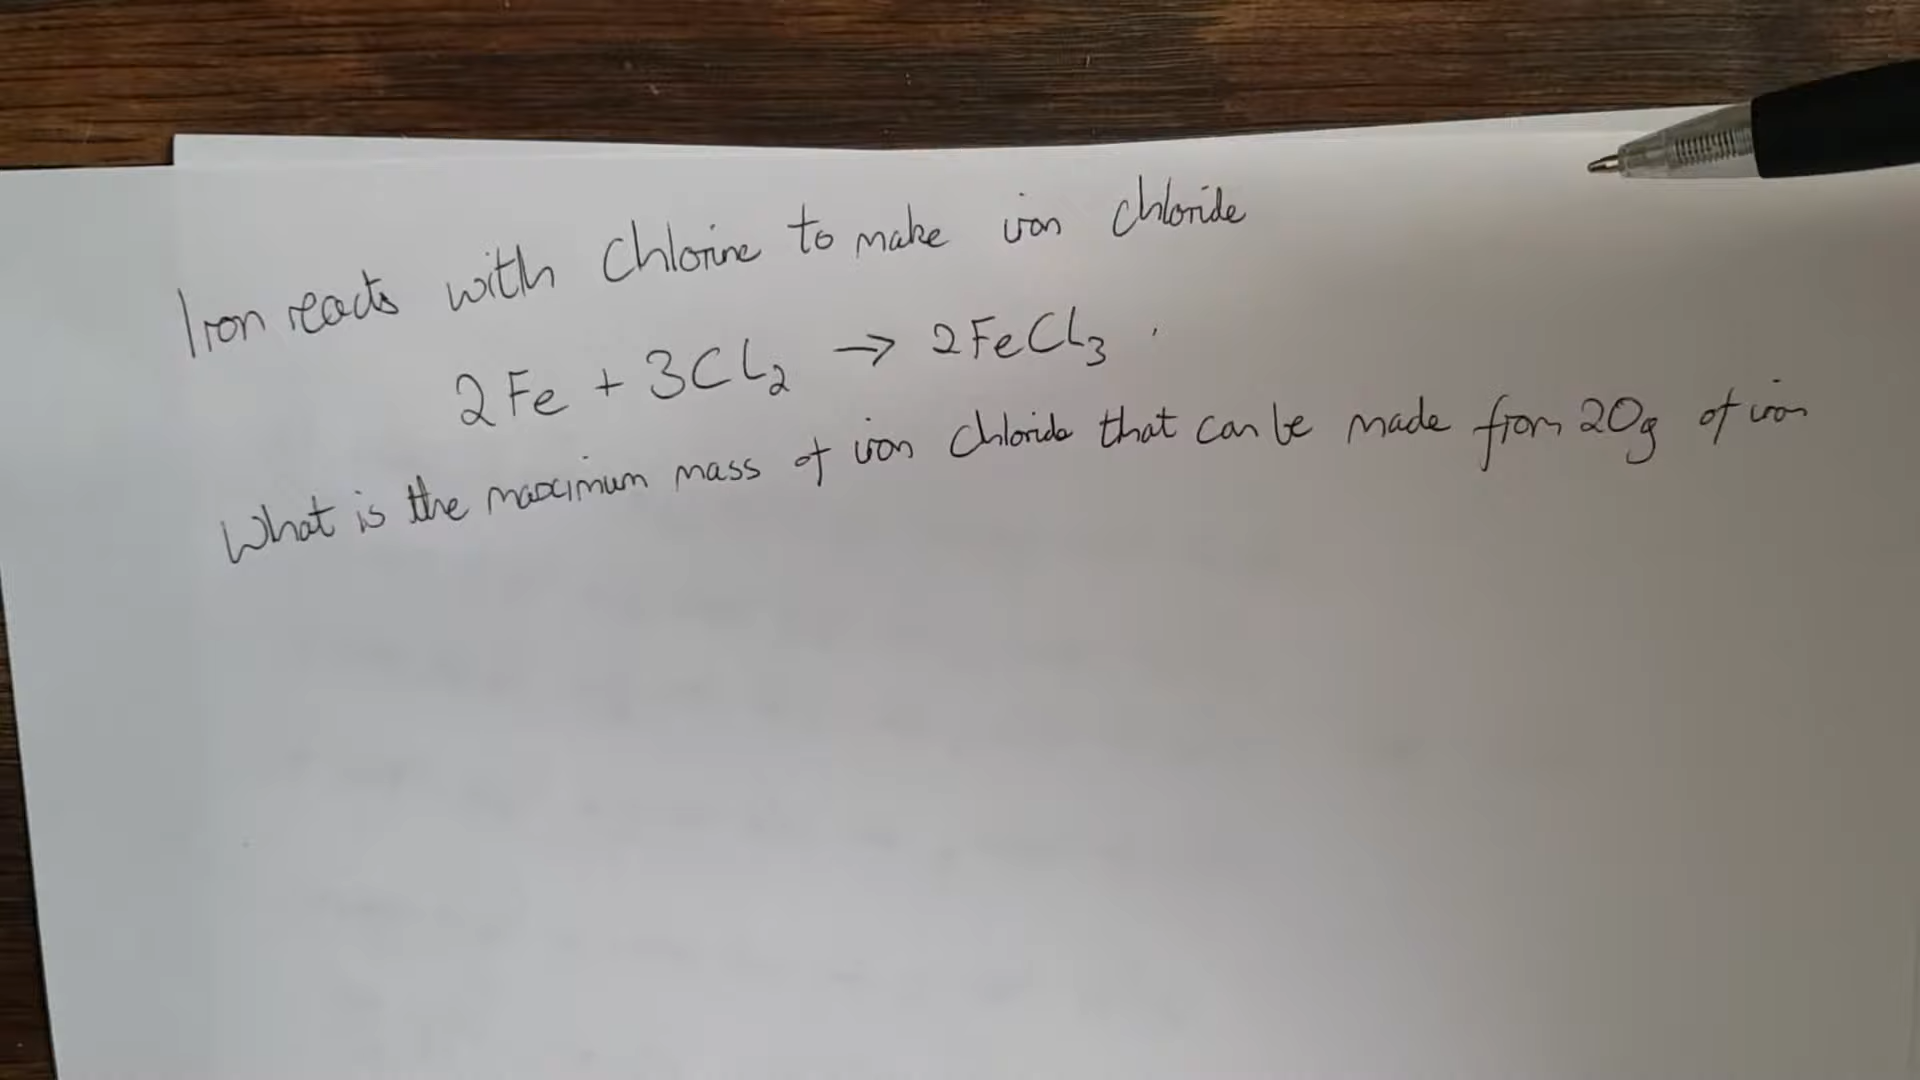 Iron reacts with Chlorine to make iron chloride
2Fe + 3Cl₂ → 2FeCl₃.
What is the maximum mass of iron chloride that can be made from 20g of iron